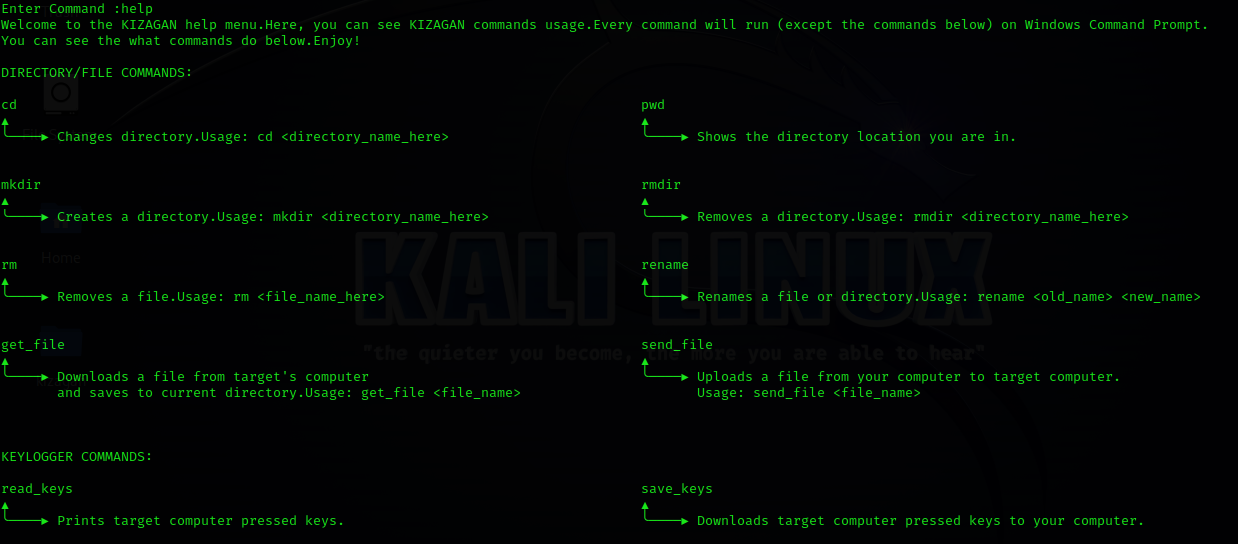 Enter Command :help
Welcome to the KIZAGAN help menu.Here, you can see KIZAGAN commands usage.Every command will run (except the commands below) on Windows Command Prompt.
You can see the what commands do below.Enjoy!
DIRECTORY/FILE COMMANDS:
cd
Changes directory.Usage: cd <directory_name_here>
pwd
Shows the directory location you are in.
mkdir
Creates a directory.Usage: mkdir <directory_name_here>
rmdir
Removes a directory.Usage: rmdir <directory_name_here>
Home
KALI LINUX
"the quieter you become, the more you are able to hear"
rm
Removes a file.Usage: rm <file_name_here>
rename
Renames a file or directory.Usage: rename <old_name> <new_name>
get_file
Downloads a file from target's computer
and saves to current directory.Usage: get_file <file_name>
send_file
Uploads a file from your computer to target computer.
Usage: send_file <file_name>
KEYLOGGER COMMANDS:
read_keys
Prints target computer pressed keys.
save_keys
Downloads target computer pressed keys to your computer.